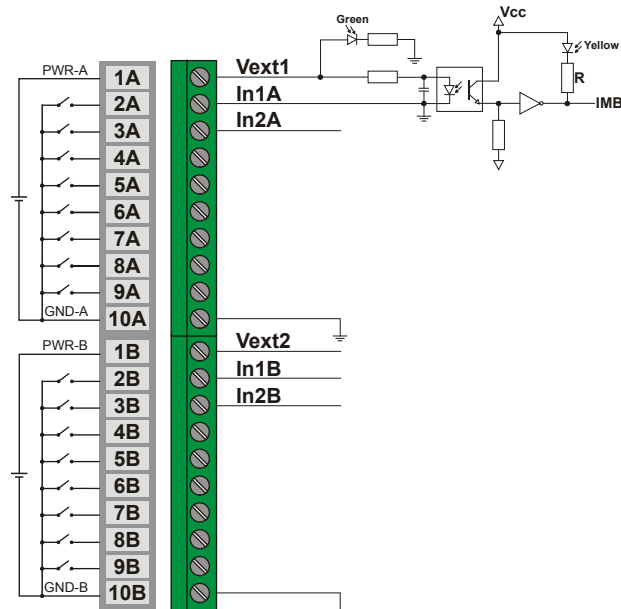 Green
Vcc
Yellow
R
IMB
PWR-A
1A
Vext1
2A
In1A
3A
In2A
4A
5A
6A
7A
8A
9A
GND-A
10A
PWR-B
1B
Vext2
2B
In1B
3B
In2B
4B
5B
6B
7B
8B
9B
GND-B
10B